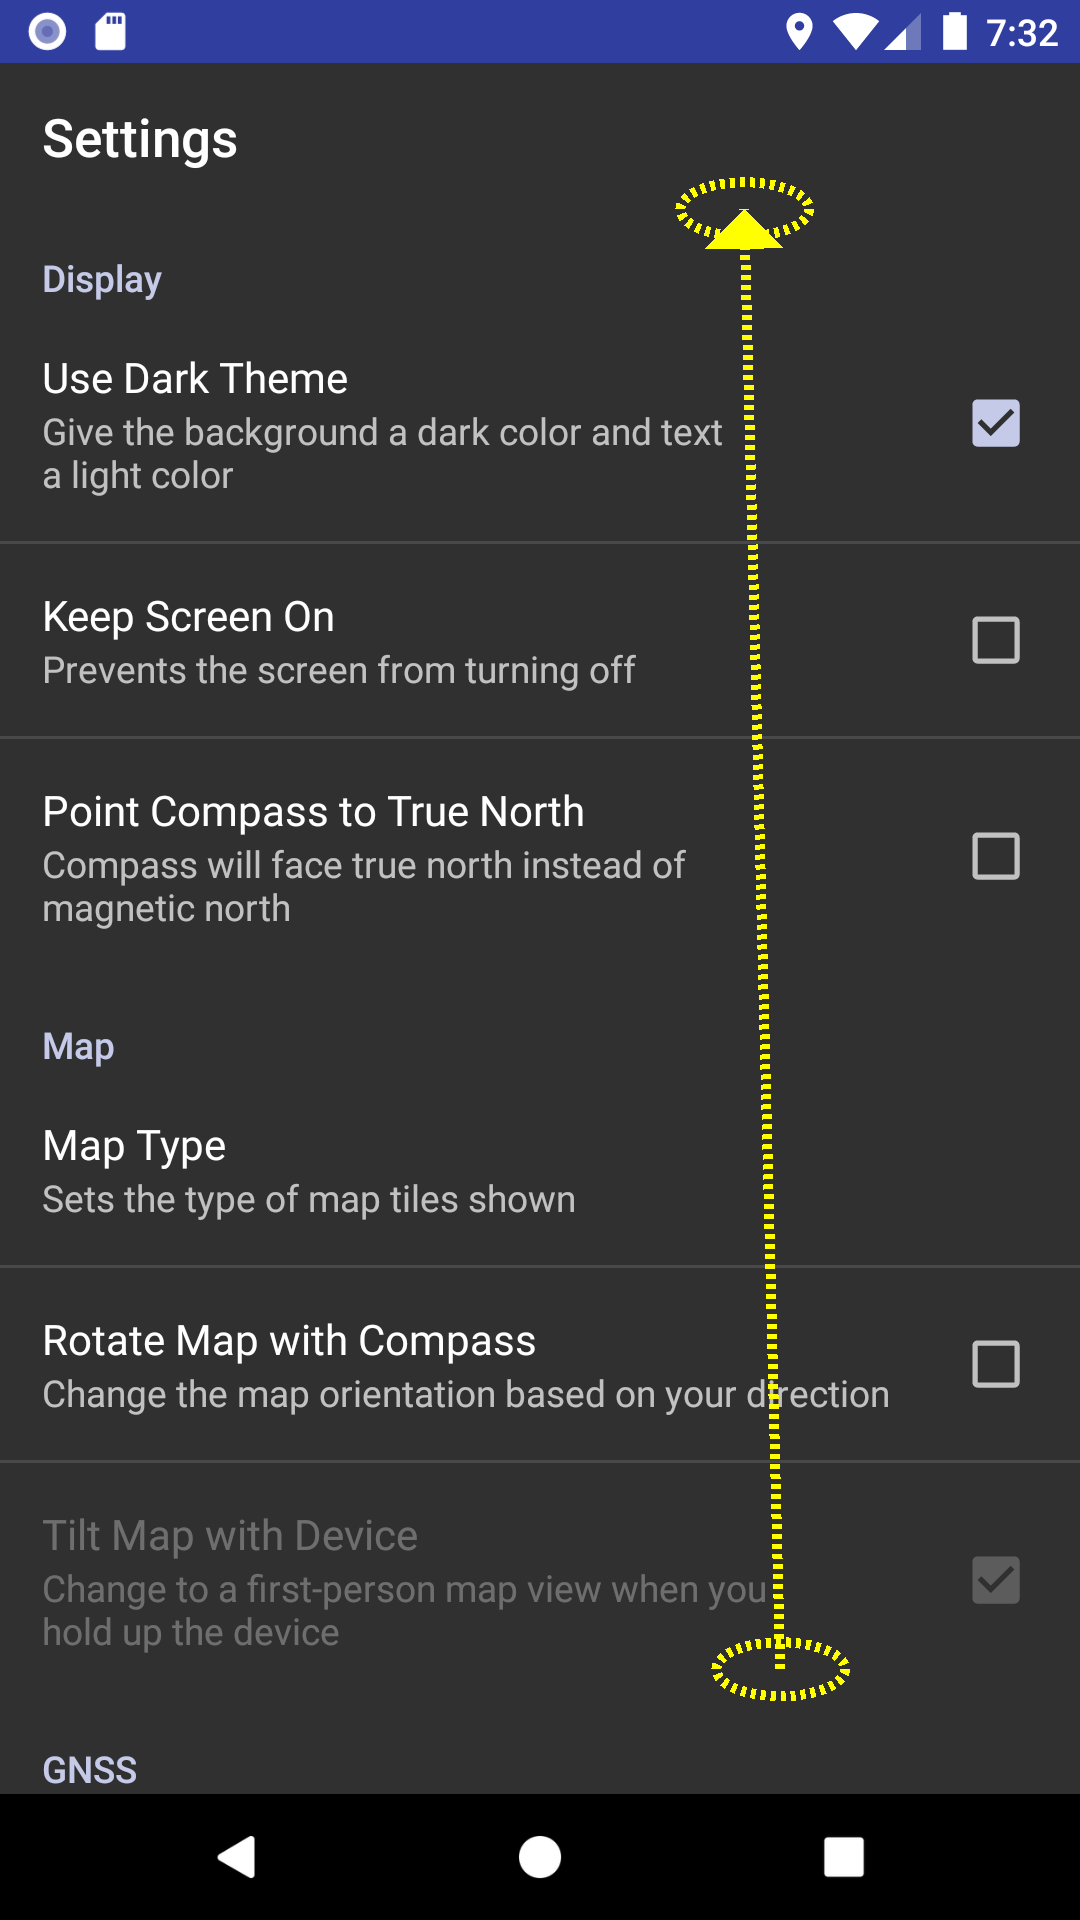 7:32
Settings
Display
Use Dark Theme
Give the background a dark color and text
a light color
Keep Screen On
Prevents the screen from turning off
Point Compass to True North
Compass will face true north instead of
magnetic north
Map
Map Type
Sets the type of map tiles shown
Rotate Map with Compass
Change the map orientation based on your direction
Tilt Map with Device
Change to a first-person map view when you
hold up the device
GNSS